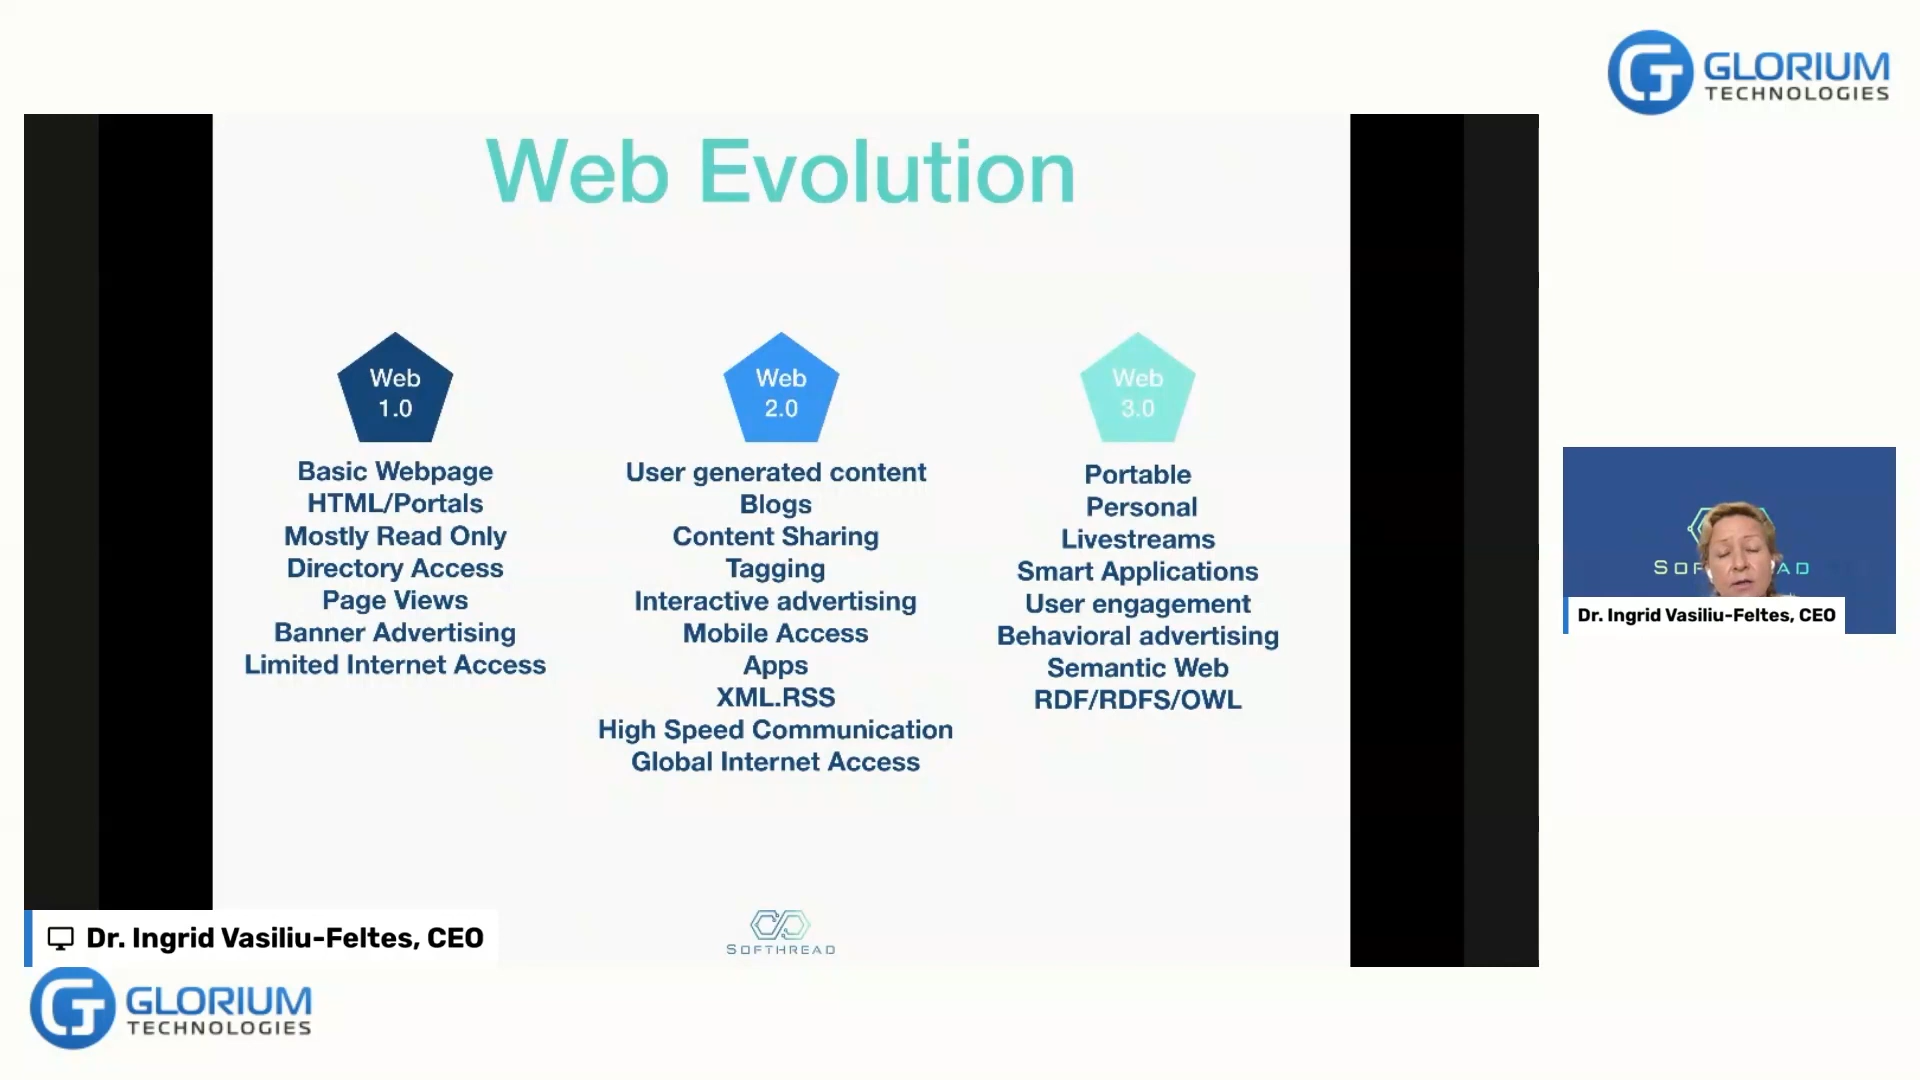 GLORIUM
TECHNOLOGIES
Web Evolution
Web
1.0
Basic Webpage
HTML/Portals
Mostly Read Only
Directory Access
Page Views
Banner Advertising
Limited Internet Access
Web
2.0
User generated content
Blogs
Content Sharing
Tagging
Interactive advertising
Mobile Access
Apps
XML.RSS
High Speed Communication
Global Internet Access
Web
3.0
Portable
Personal
Livestreams
Smart Applications
User engagement
Behavioral advertising
Semantic Web
RDF/RDFS/OWL
SOFTHREAD
Dr. Ingrid Vasiliu-Feltes, CEO
Dr. Ingrid Vasiliu-Feltes, CEO
GLORIUM
TECHNOLOGIES